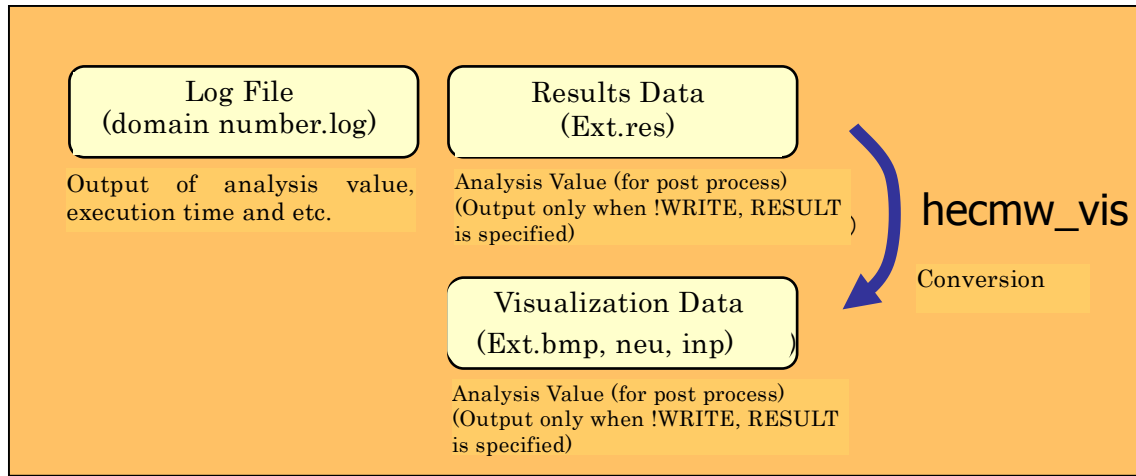 Log File
(domain number.log)
Output of analysis value,
execution time and etc.
Results Data
(Ext.res)
Analysis Value (for post process)
(Output only when !WRITE, RESULT
is specified)
)
hecmw_vis
Conversion
Visualization Data
(Ext.bmp, neu, inp) )
Analysis Value (for post process)
(Output only when !WRITE, RESULT
is specified)